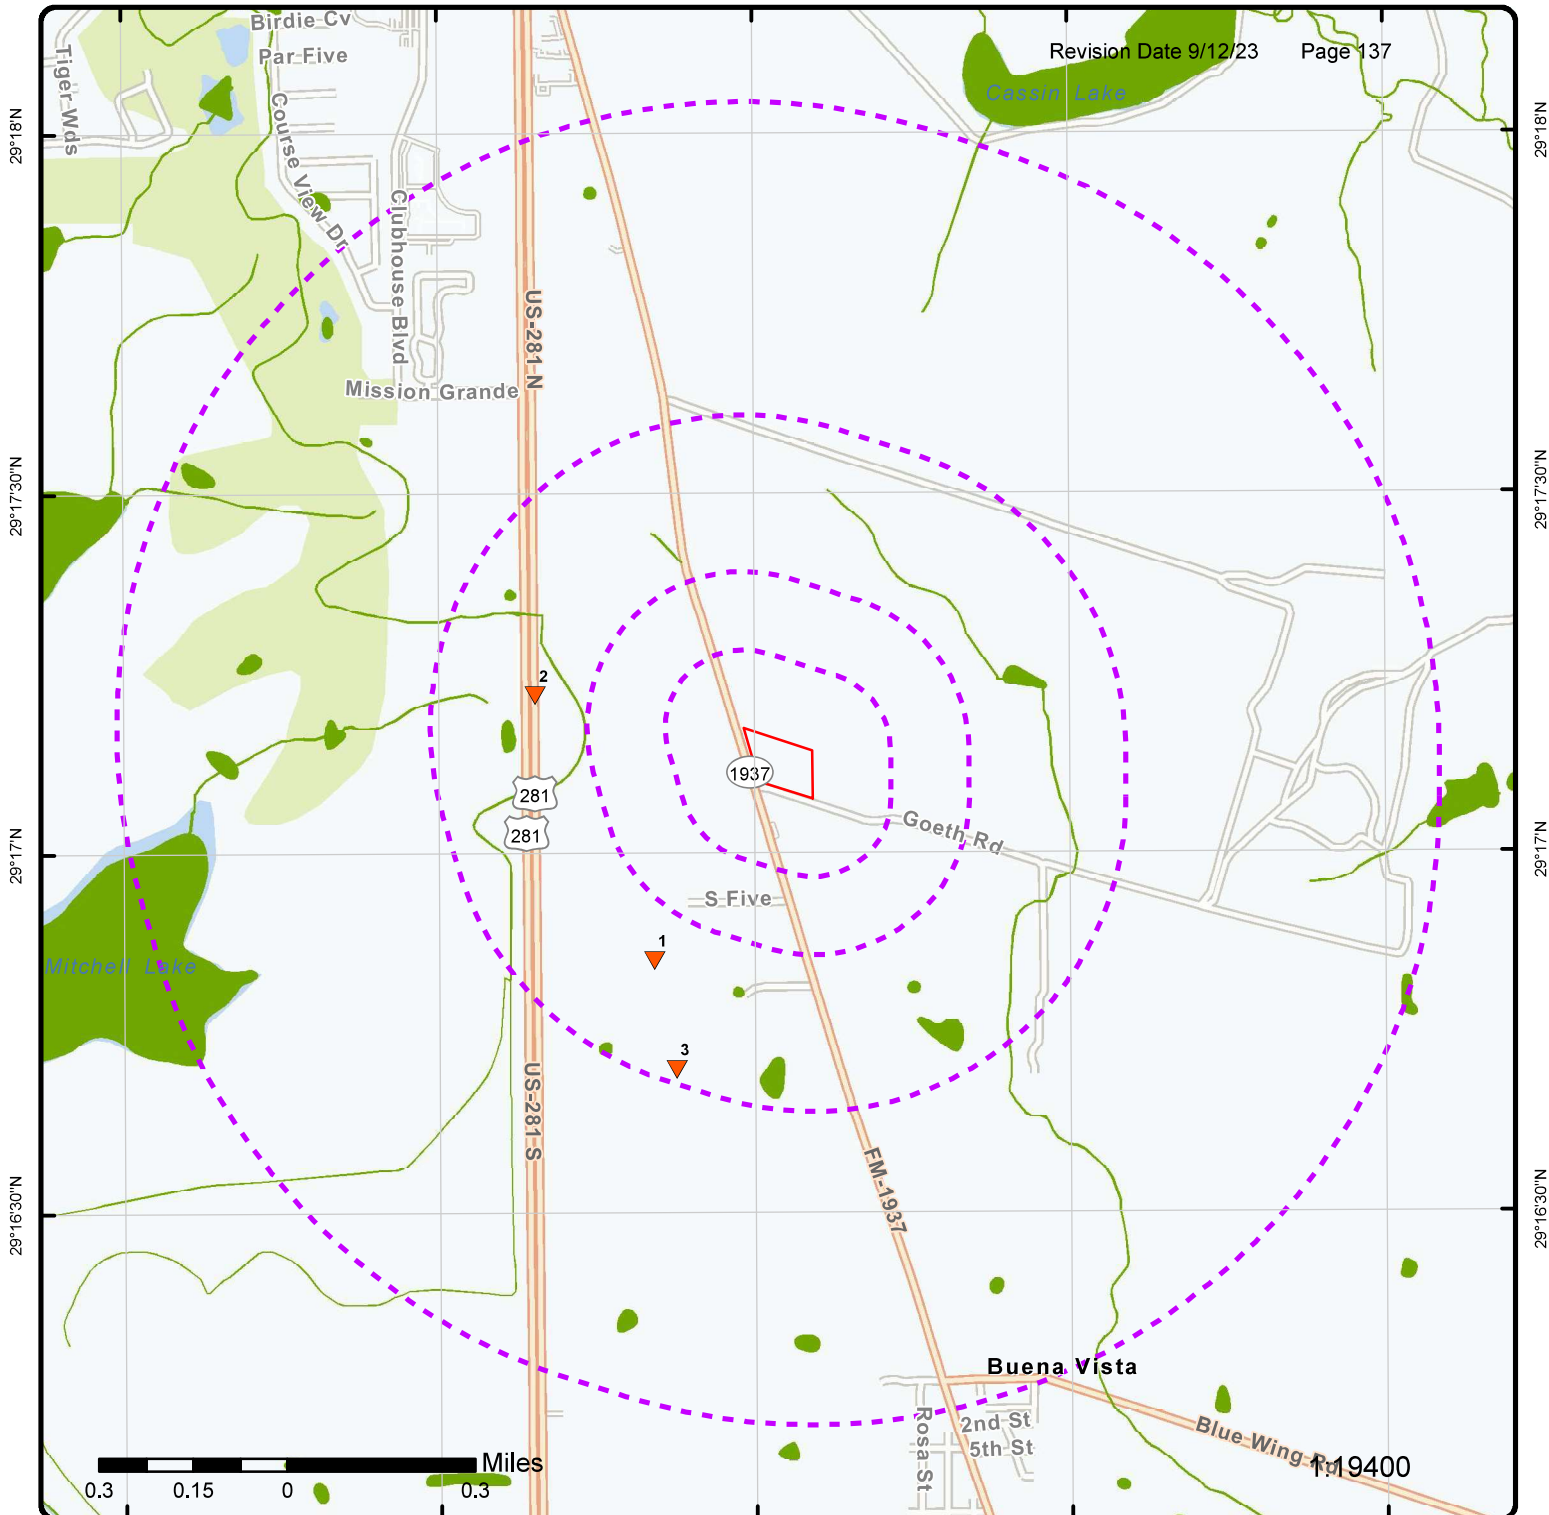 Birdie Cv
Par Five
Tiger Wds
Course View Dr
Clubhouse Blvd
Mission Grande
Revision Date 9/12/23 Page 137
Cassin Lake
29°18'N
29°18'N
US-281 N
29°17'30"N
29°17'30"N
2
1937
281
281
Goeth Rd
29°17'N
29°17'N
S Five
1
Mitchell Lake
3
US-281 S
FM-1937
29°16'30"N
29°16'30"N
Buena Vista
Rosa St
2nd St
5th St
Blue Wing Rd
1:19400
Miles
0.3 0.15 0 0.3